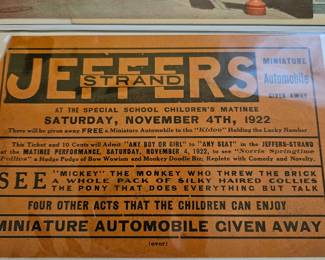 JEFFERS
STRAND
MINIATURE
Automobile
GIVEN AWAY
AT THE SPECIAL SCHOOL CHILDREN'S MATINEE
SATURDAY, NOVEMBER 4TH, 1922
There will be given away FREE a Miniature Automobile to the "Kiddie" Holding the Lucky Number
This Ticket and 10 Cents will Admit "ANY BOY OR GIRL" to "ANY SEAT" in the JEFFERS-STRAND
at the MATINEE PERFORMANCE, SATURDAY, NOVEMBER 4, 1922, to see "Norris Springtime
Follies" a Hodge Podge of Bow Wowism and Monkey Doodle Biz; Replete with Comedy and Novelty.
SEE "MICKEY" THE MONKEY WHO THREW THE BRICK
A WHOLE PACK OF SILKY HAIRED COLLIES
THE PONY THAT DOES EVERYTHING BUT TALK
FOUR OTHER ACTS THAT THE CHILDREN CAN ENJOY
MINIATURE AUTOMOBILE GIVEN AWAY
(over)